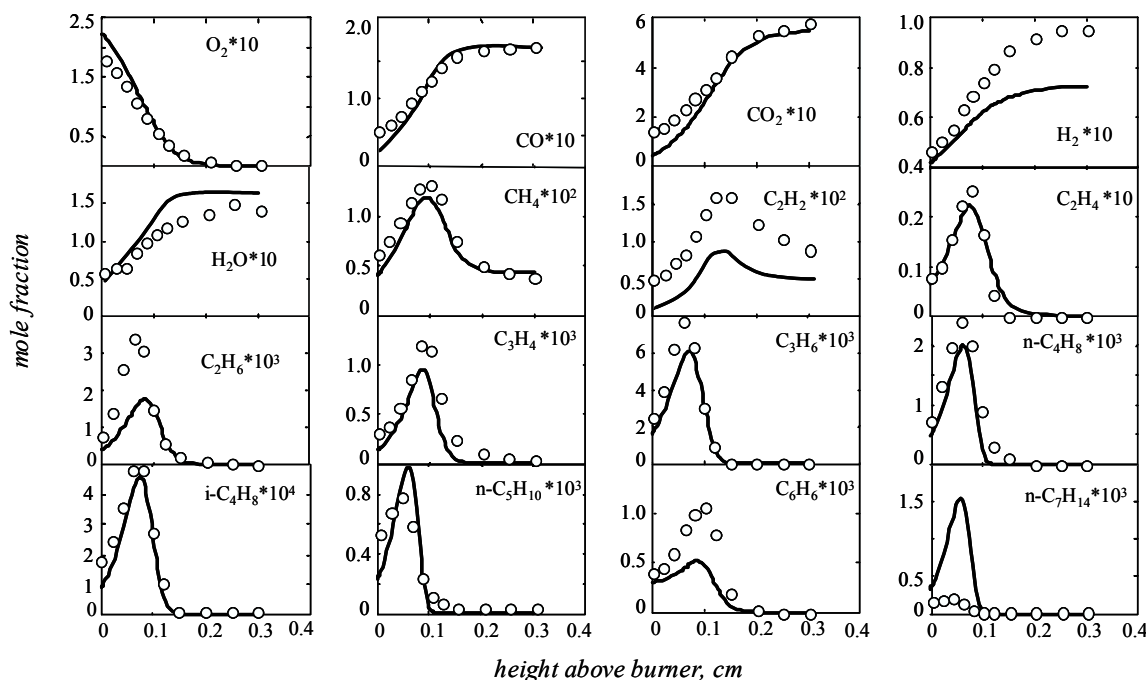 2.5
2.0
1.5
1.0
0.5
0
O₂*10
2.0
1.0
0
CO*10
6
4
2
0
CO₂*10
1.0
0.8
0.6
0.4
H₂*10
1.5
1.0
0.5
0
H₂O*10
CH₄*10²
1.0
0.5
0
C₂H₂*10²
1.5
1.0
0.5
0
C₂H₄*10
0.2
0.1
0
C₂H₆*10³
3
2
1
0
C₃H₄*10³
1.0
0.5
0
C₃H₆*10³
6
4
2
0
n-C₄H₈*10³
2
1
0
i-C₄H₈*10⁴
4
3
2
1
0
n-C₅H₁₀*10³
0.8
0.4
0
C₆H₆*10³
1.0
0.5
0
n-C₇H₁₄*10³
1.5
1.0
0.5
0
0 0.1 0.2 0.3 0.4
0 0.1 0.2 0.3 0.4
0 0.1 0.2 0.3 0.4
0 0.1 0.2 0.3 0.4
mole fraction
height above burner, cm